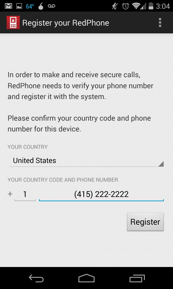 64°
3:04
Register your RedPhone
In order to make and receive secure calls,
RedPhone needs to verify your phone number
and register it with the system.
Please confirm your country code and phone
number for this device.
YOUR COUNTRY
United States
YOUR COUNTRY CODE AND PHONE NUMBER
+ 1 (415) 222-2222
Register